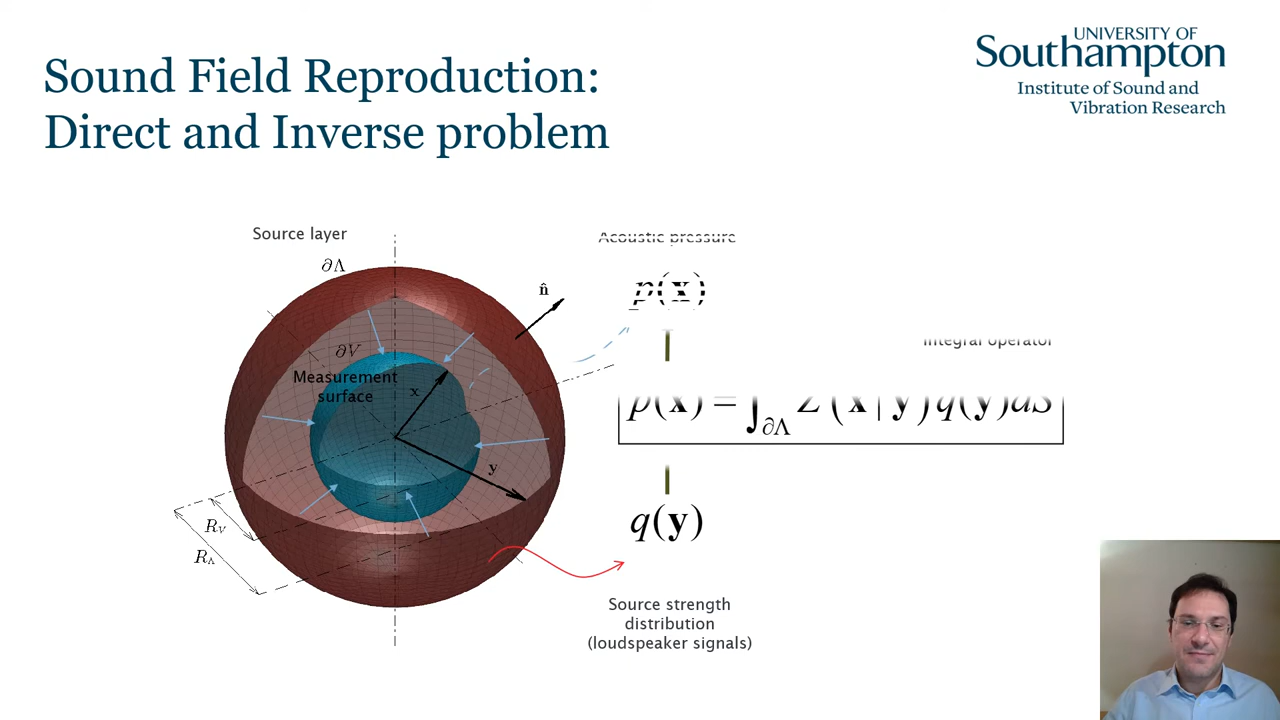 Sound Field Reproduction:
Direct and Inverse problem
UNIVERSITY OF
Southampton
Institute of Sound and
Vibration Research
Source layer
∂Λ
n̂
∂V
Measurement
surface
x
y
R_V
R_Λ
Acoustic pressure
p(x)
Integral operator
p(x) = ∫_∂Λ Z(x|y)q(y)dS
q(y)
Source strength
distribution
(loudspeaker signals)